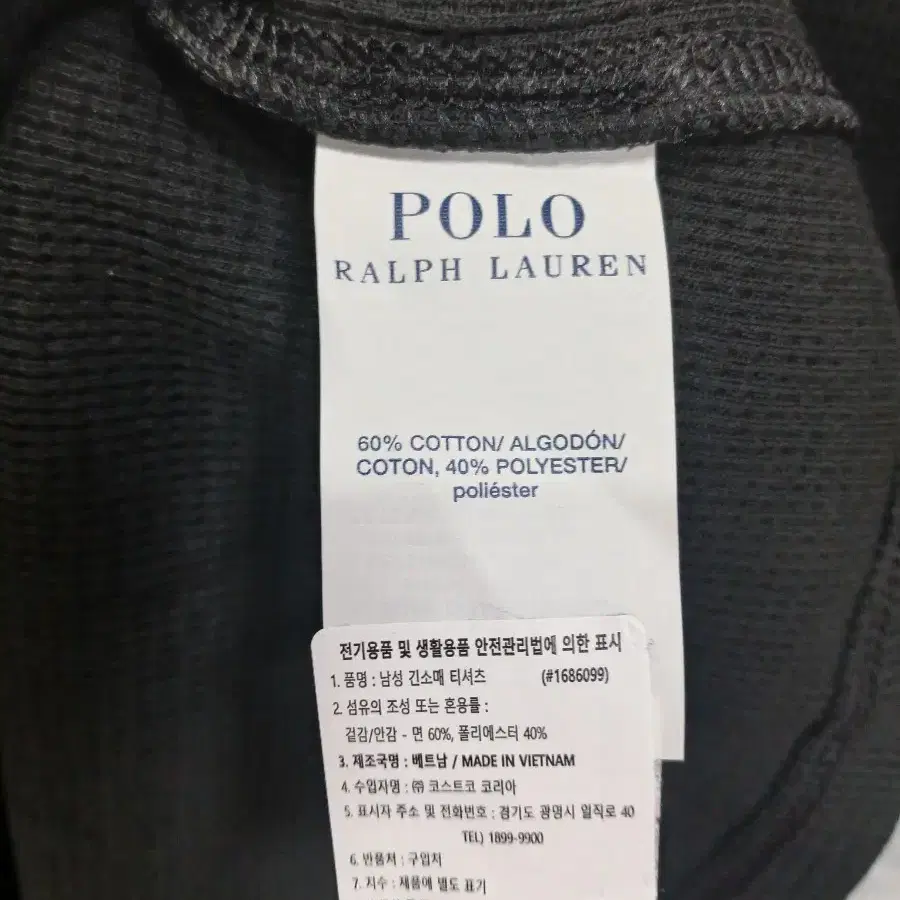 POLO
RALPH LAUREN
60% COTTON/ ALGODÓN/
COTON, 40% POLYESTER/
poliéster
전기용품 및 생활용품 안전관리법에 의한 표시
1. 품명 : 남성 긴소매 티셔츠 (#1686099)
2. 섬유의 조성 또는 혼용률 :
겉감/안감 - 면 60%, 폴리에스터 40%
3. 제조국명 : 베트남 / MADE IN VIETNAM
4. 수입자명 : ㈜ 코스트코 코리아
5. 표시자 주소 및 전화번호 : 경기도 광명시 일직로 40
TEL) 1899-9900
6. 반품처 : 구입처
7. 치수 : 제품에 별도 표기